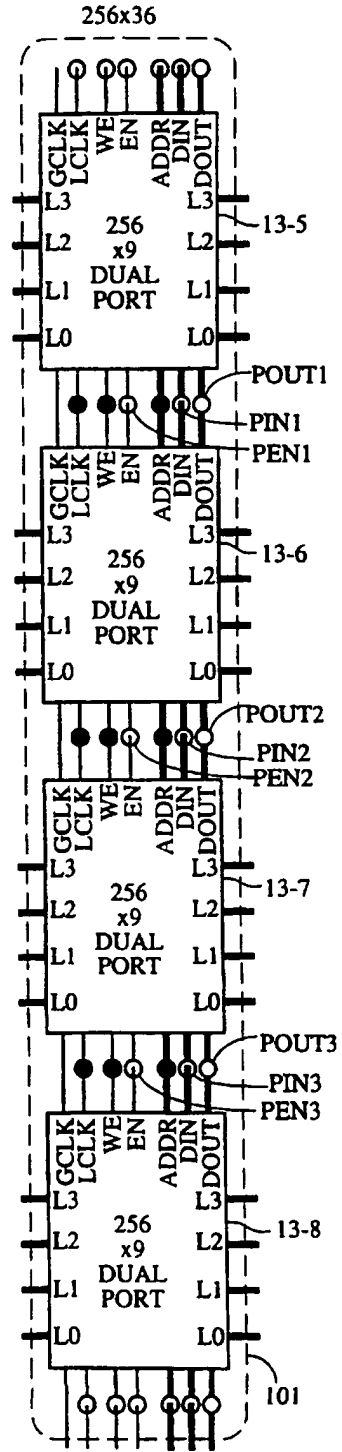 256x36
GCLK LCLK WE EN ADDR DIN DOUT
L3 L3
13-5
L2 256 L2
x9
L1 DUAL L1
PORT
L0 L0
POUT1
PIN1
PEN1
GCLK LCLK WE EN ADDR DIN DOUT
L3 L3
13-6
L2 256 L2
x9
L1 DUAL L1
PORT
L0 L0
POUT2
PIN2
PEN2
GCLK LCLK WE EN ADDR DIN DOUT
L3 L3
13-7
L2 256 L2
x9
L1 DUAL L1
PORT
L0 L0
POUT3
PIN3
PEN3
GCLK LCLK WE EN ADDR DIN DOUT
L3 L3
13-8
L2 256 L2
x9
L1 DUAL L1
PORT
L0 L0
101